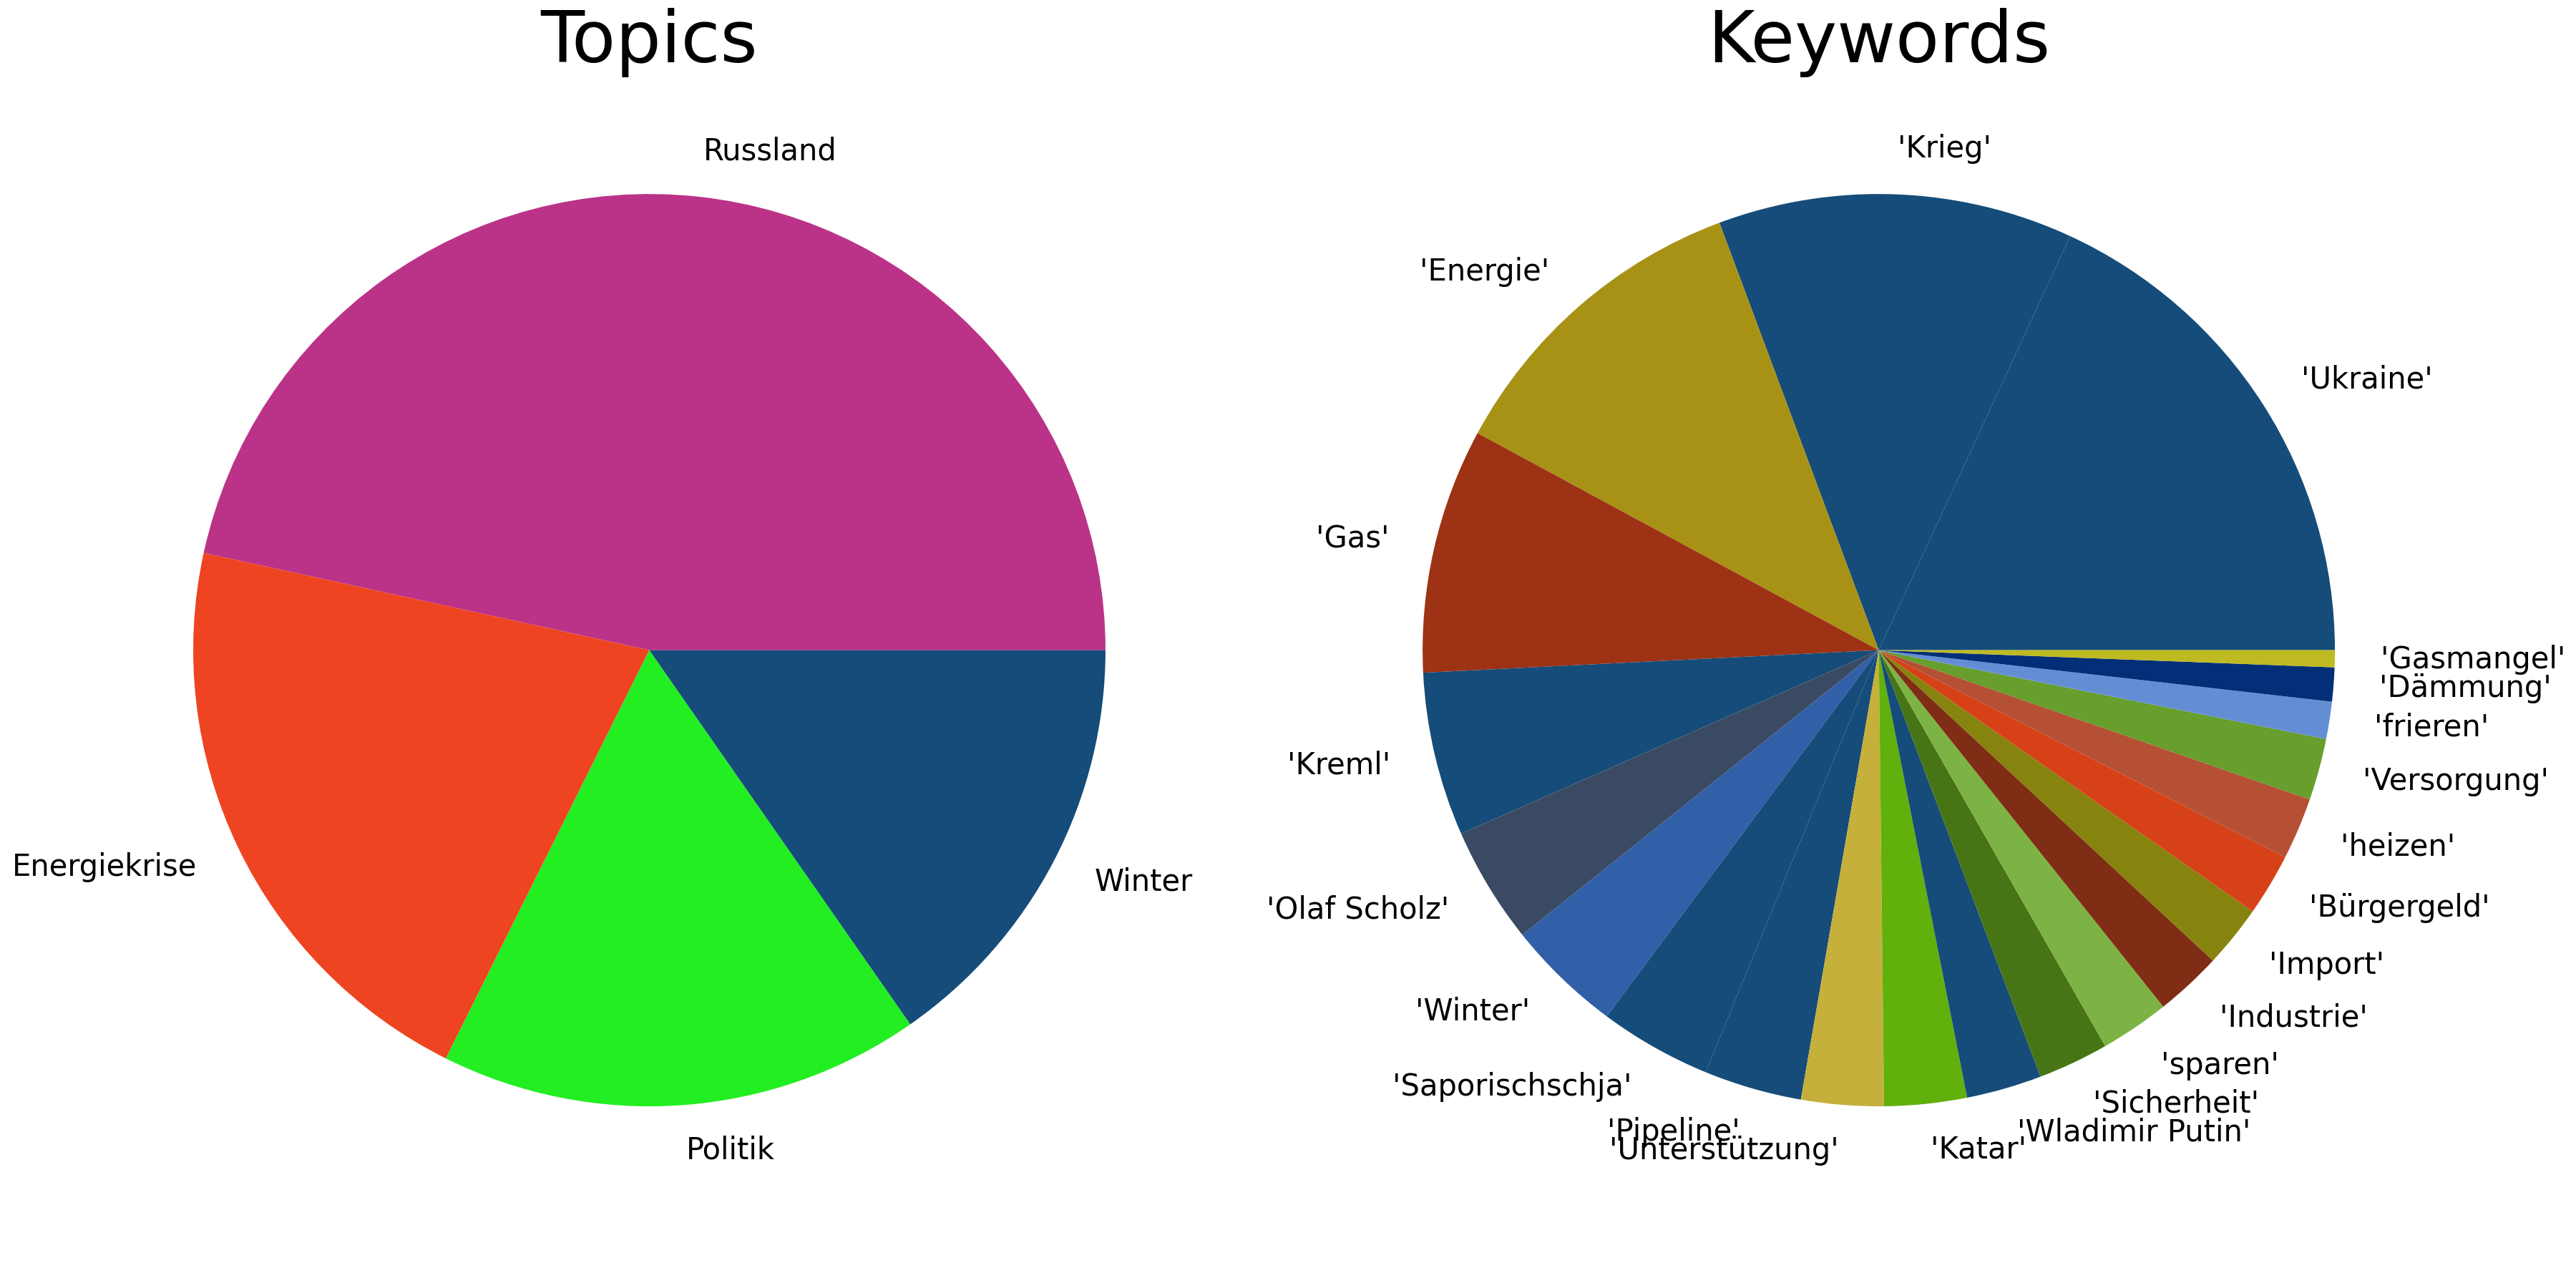 Topics
Russland
Energiekrise
Politik
Winter
Keywords
'Krieg'
'Ukraine'
'Energie'
'Gas'
'Kreml'
'Olaf Scholz'
'Winter'
'Saporischschja'
'Pipeline'
'Unterstützung'
'Katar'
'Wladimir Putin'
'Sicherheit'
'sparen'
'Industrie'
'Import'
'Bürgergeld'
'heizen'
'Versorgung'
'frieren'
'Dämmung'
'Gasmangel'